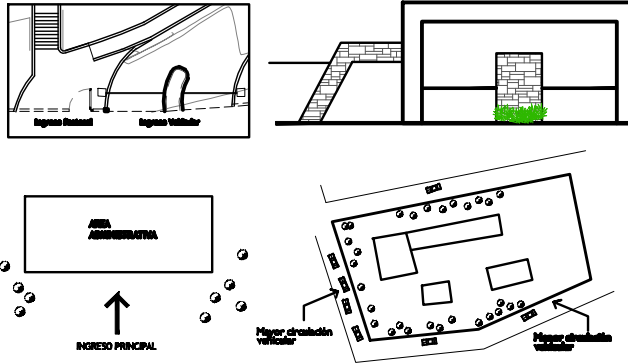 Ingreso Peatonal
Ingreso Vehicular
AREA
ADMINISTRATIVA
INGRESO PRINCIPAL
Mayor circulación
vehicular
Mayor circulación
vehicular